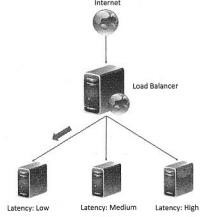 Internet
Load Balancer
Latency: Low
Latency: Medium
Latency: High